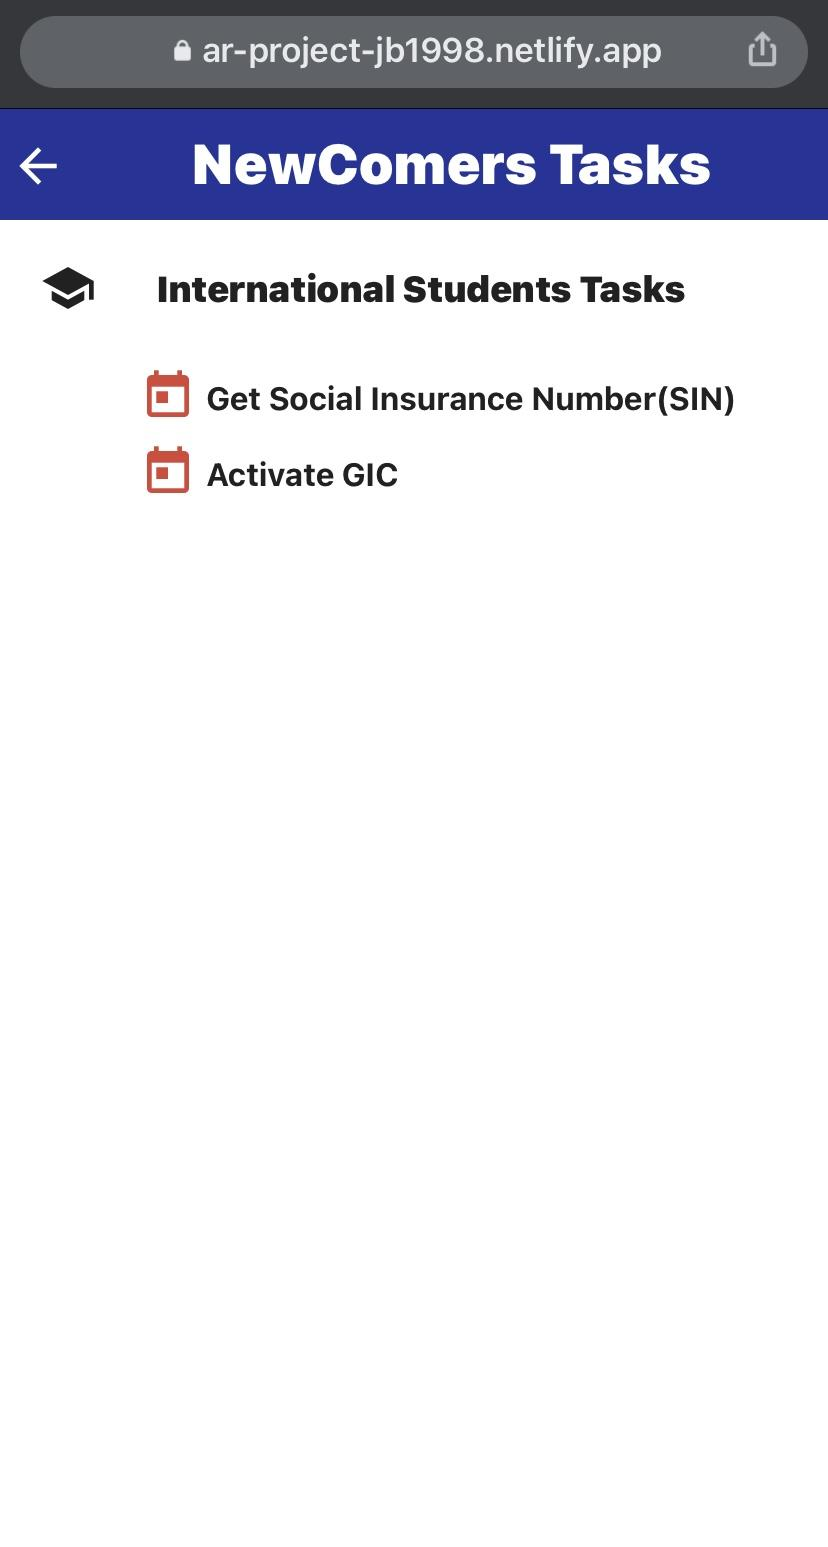 ar-project-jb1998.netlify.app
NewComers Tasks
International Students Tasks
Get Social Insurance Number(SIN)
Activate GIC